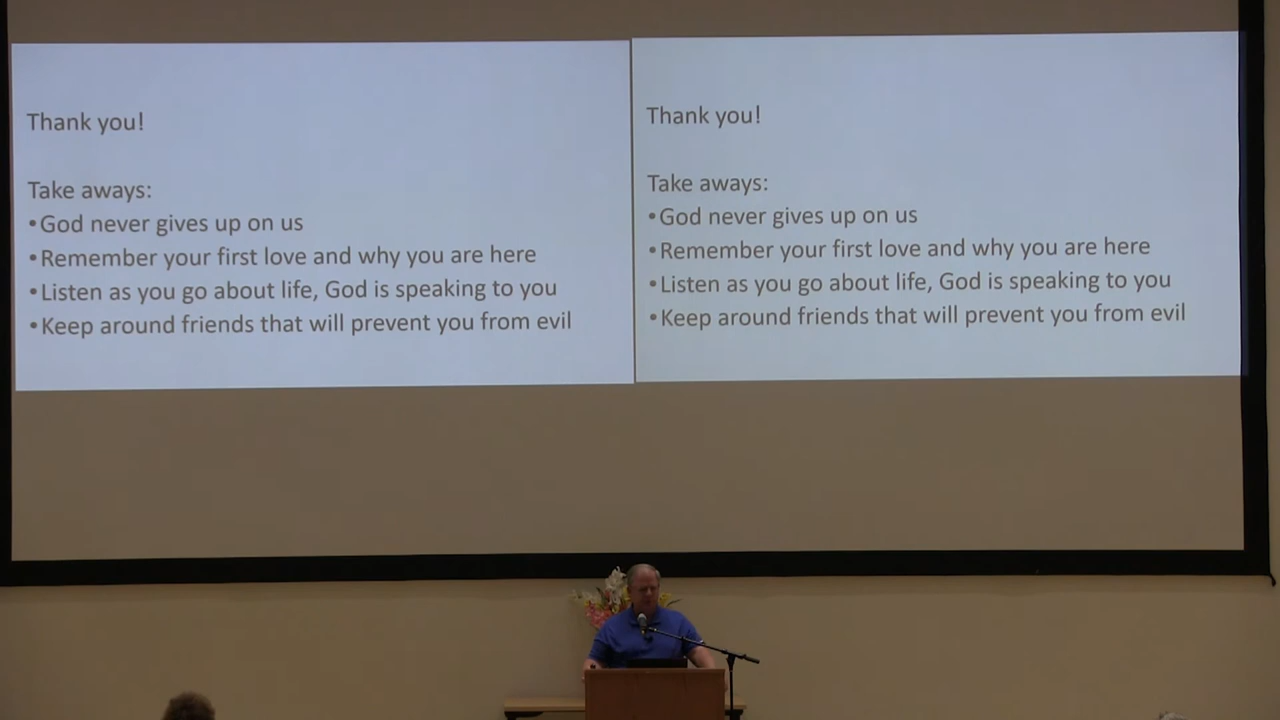 Thank you!
Take aways:
•God never gives up on us
•Remember your first love and why you are here
•Listen as you go about life, God is speaking to you
•Keep around friends that will prevent you from evil
Thank you!
Take aways:
•God never gives up on us
•Remember your first love and why you are here
•Listen as you go about life, God is speaking to you
•Keep around friends that will prevent you from evil